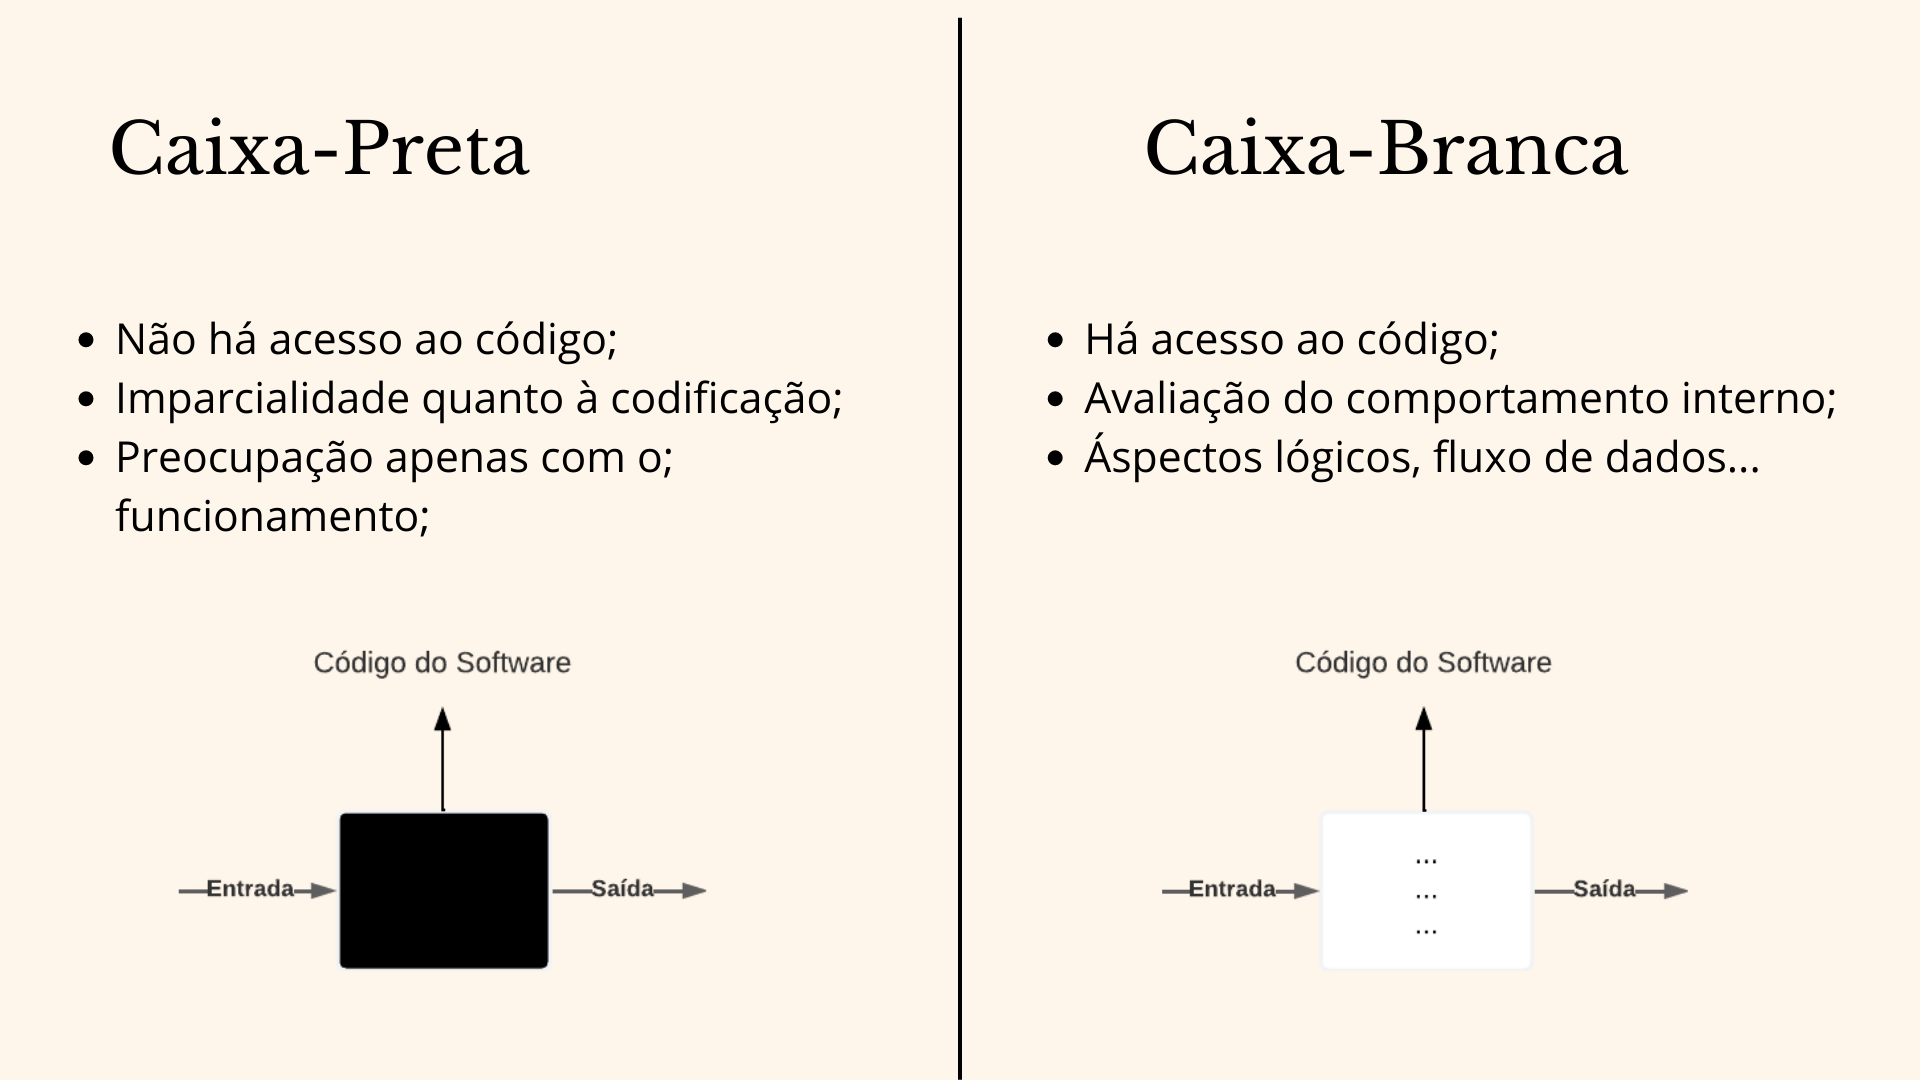 Caixa-Preta
Não há acesso ao código;
Imparcialidade quanto à codificação;
Preocupação apenas com o;
funcionamento;
Código do Software
Entrada
Saída
Caixa-Branca
Há acesso ao código;
Avaliação do comportamento interno;
Áspectos lógicos, fluxo de dados...
Código do Software
...
...
...
Entrada
Saída